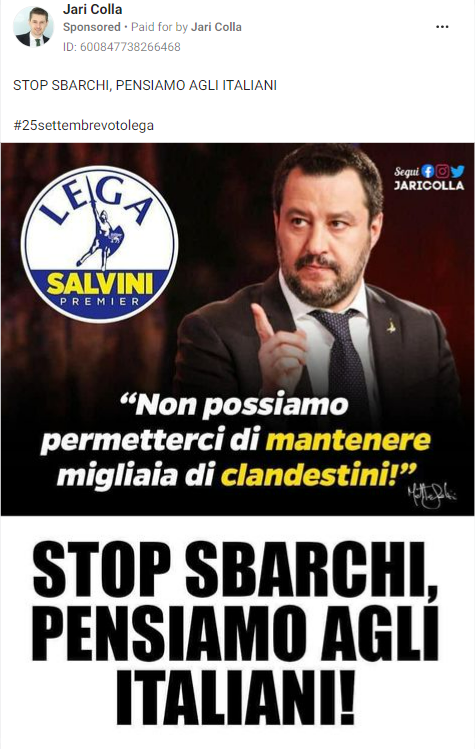 Jari Colla
Sponsored • Paid for by Jari Colla
ID: 600847738266468
STOP SBARCHI, PENSIAMO AGLI ITALIANI
#25settembrevotolega
LEGA
SALVINI
PREMIER
Segui
JARICOLLA
“Non possiamo
permetterci di mantenere
migliaia di clandestini!”
STOP SBARCHI,
PENSIAMO AGLI
ITALIANI!